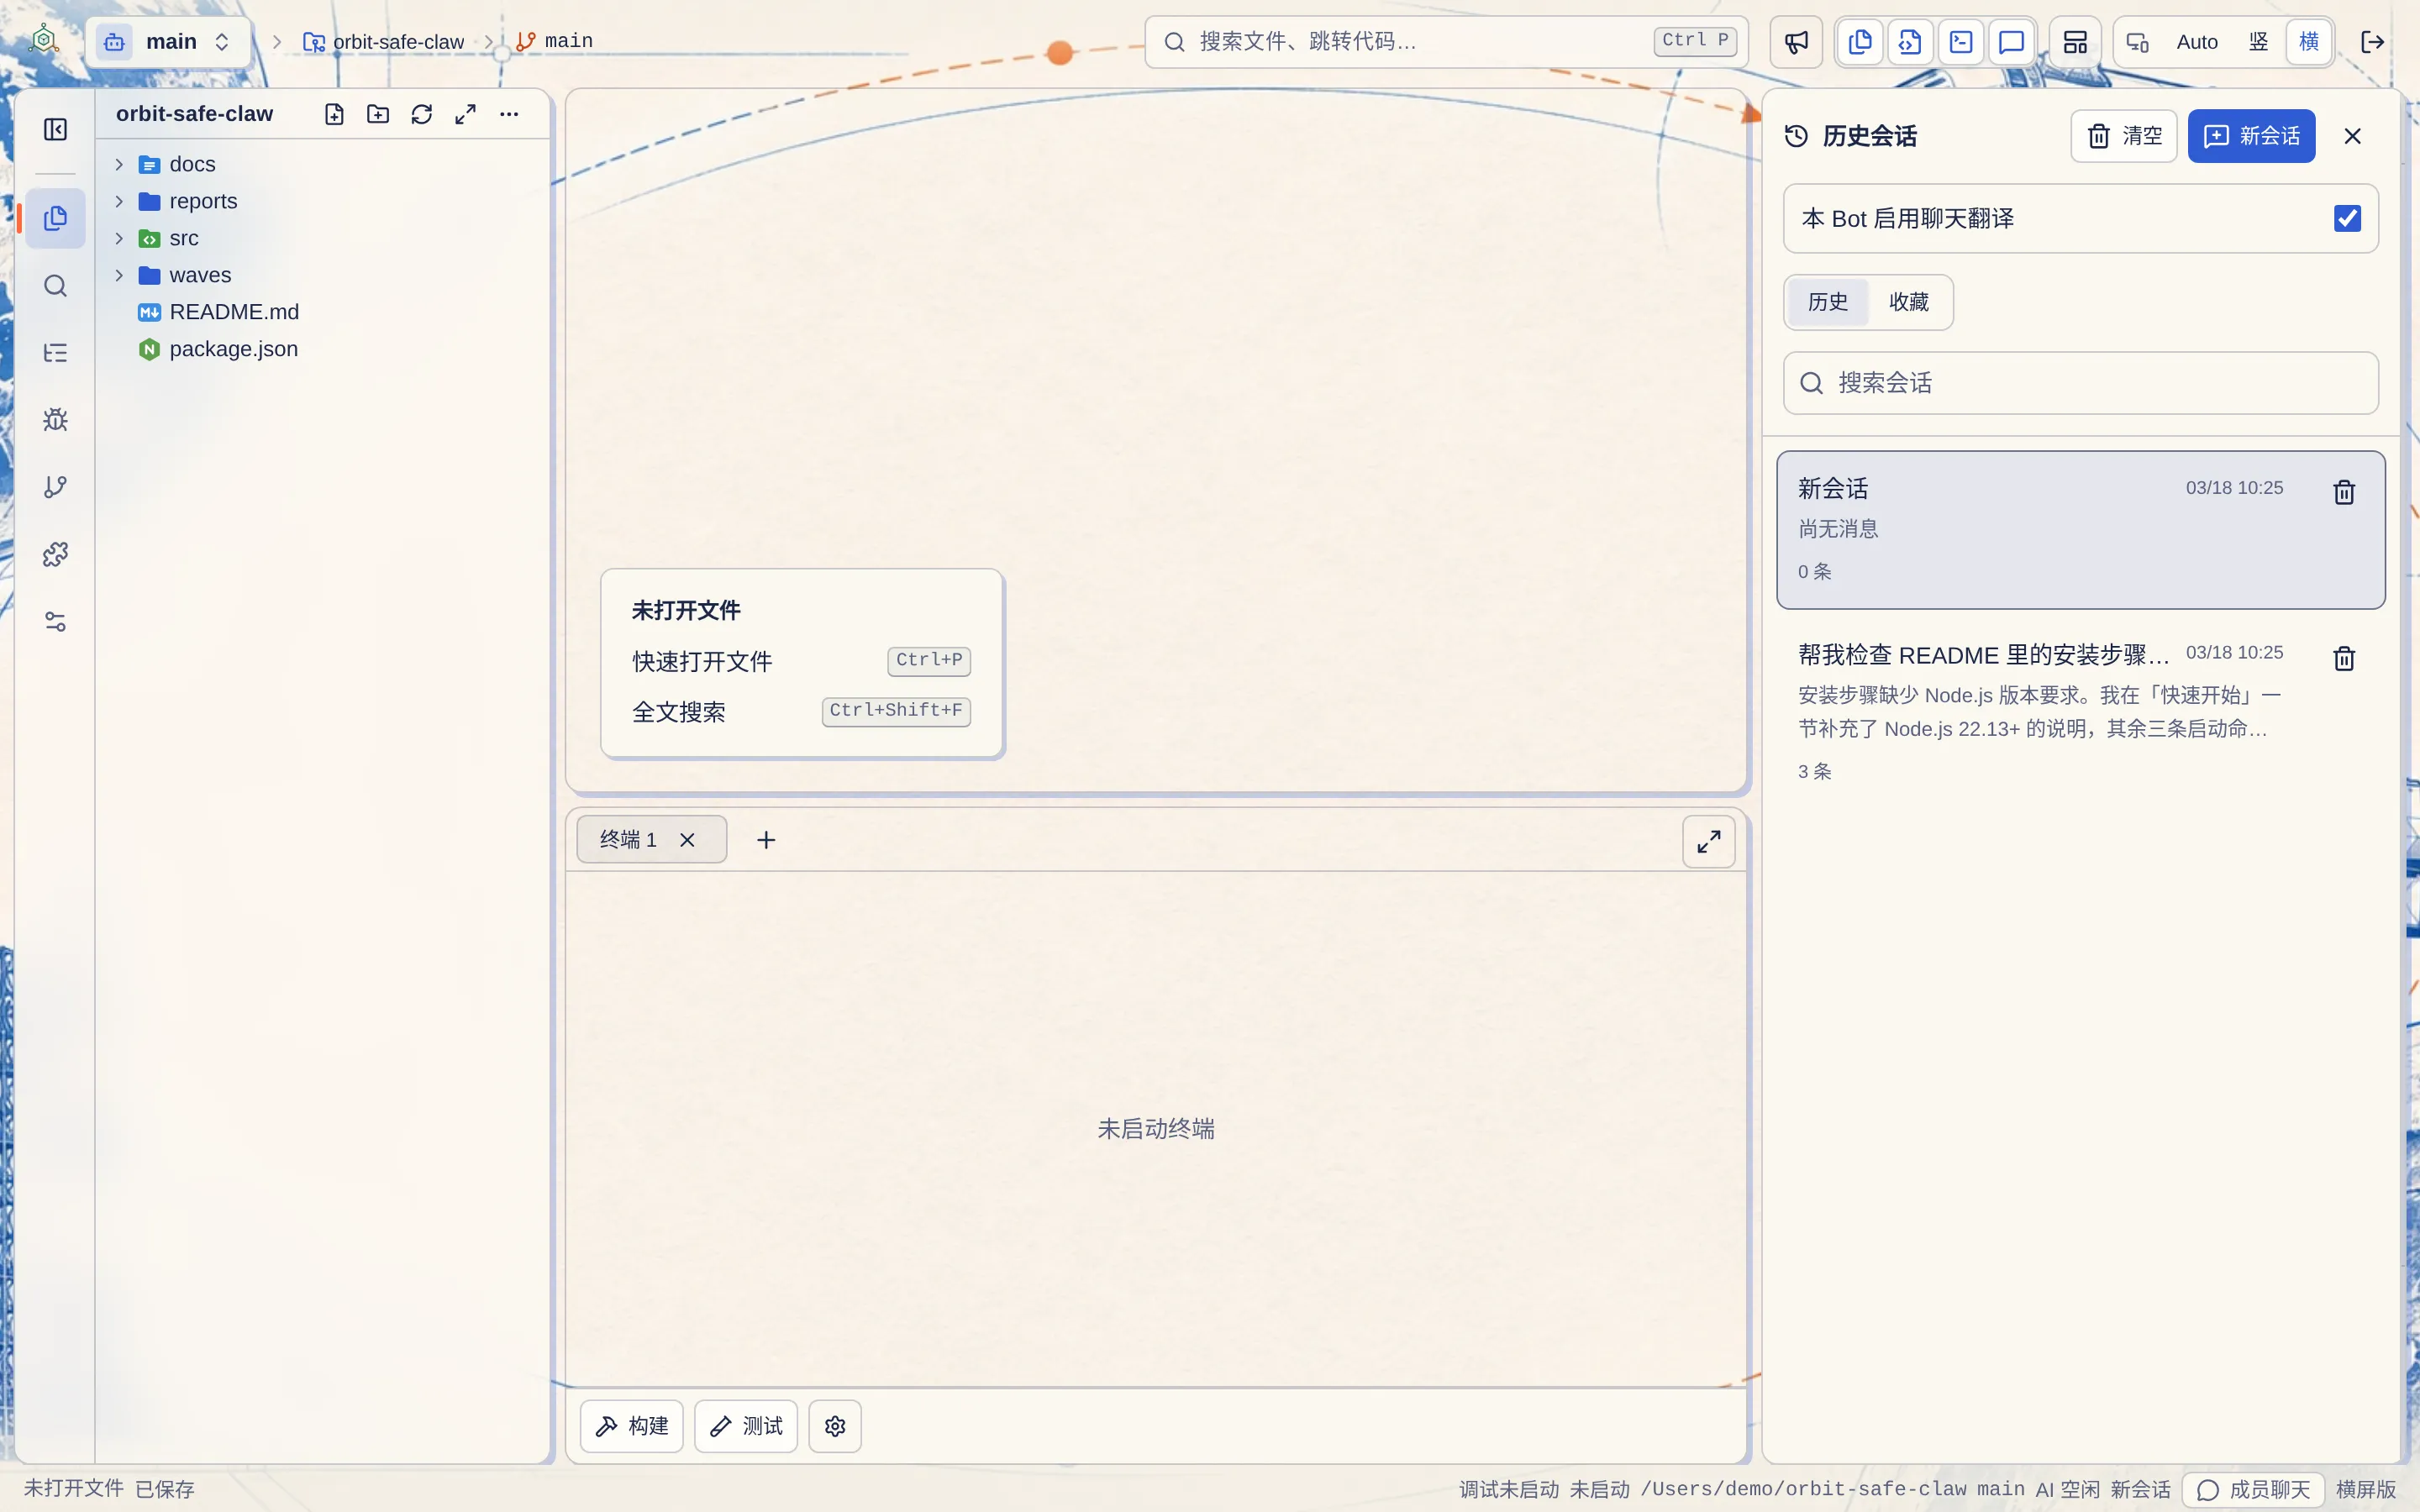 main
orbit-safe-claw
main
搜索文件、跳转代码…
Ctrl P
Auto
竖
横
orbit-safe-claw
docs
reports
src
waves
README.md
package.json
未打开文件
快速打开文件 Ctrl+P
全文搜索 Ctrl+Shift+F
终端 1
未启动终端
构建
测试
历史会话
清空
新会话
本 Bot 启用聊天翻译
历史
收藏
搜索会话
新会话 03/18 10:25
尚无消息
0 条
帮我检查 README 里的安装步骤… 03/18 10:25
安装步骤缺少 Node.js 版本要求。我在「快速开始」一
节补充了 Node.js 22.13+ 的说明，其余三条启动命…
3 条
未打开文件 已保存
调试未启动 未启动 /Users/demo/orbit-safe-claw main AI 空闲 新会话 成员聊天 横屏版